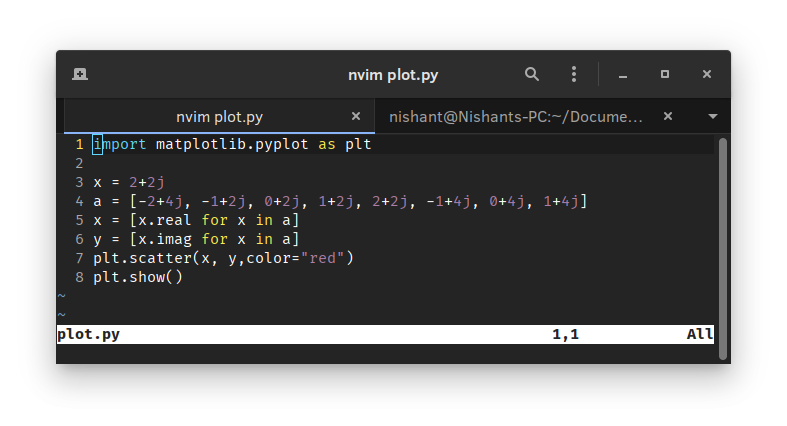 nvim plot.py
nvim plot.py nishant@Nishants-PC:~/Docume...
1 import matplotlib.pyplot as plt
2
3 x = 2+2j
4 a = [-2+4j, -1+2j, 0+2j, 1+2j, 2+2j, -1+4j, 0+4j, 1+4j]
5 x = [x.real for x in a]
6 y = [x.imag for x in a]
7 plt.scatter(x, y,color="red")
8 plt.show()
~
~
plot.py 1,1 All